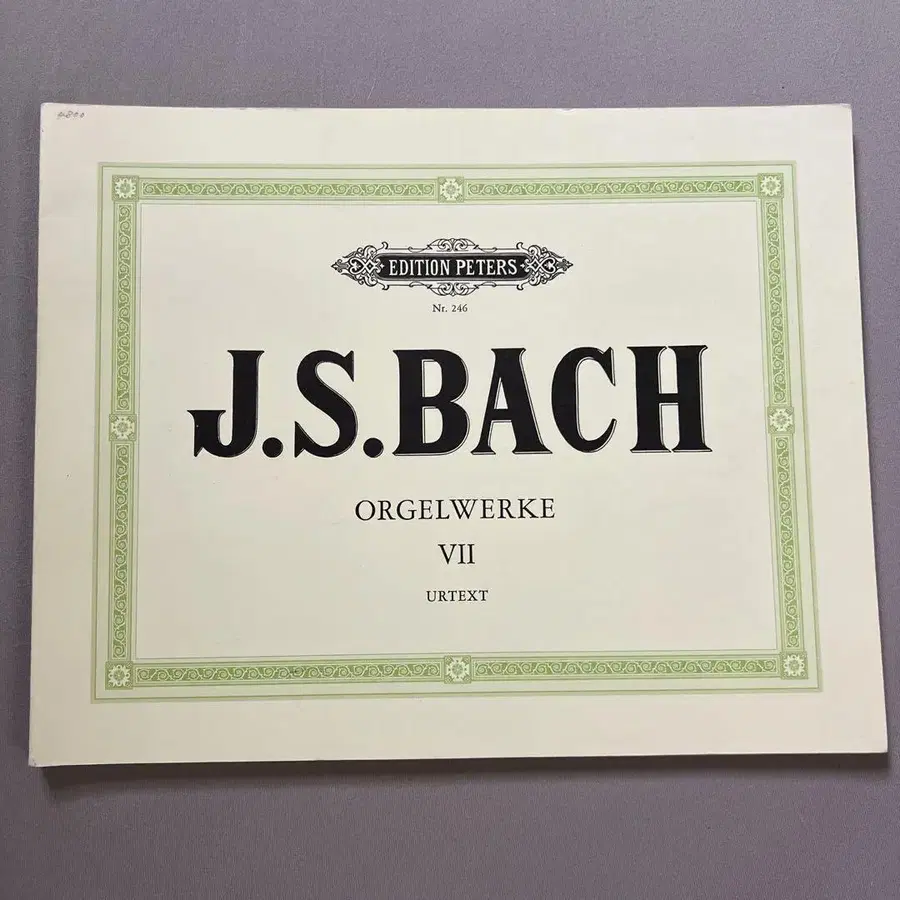 EDITION PETERS
Nr. 246
J.S.BACH
ORGELWERKE
VII
URTEXT